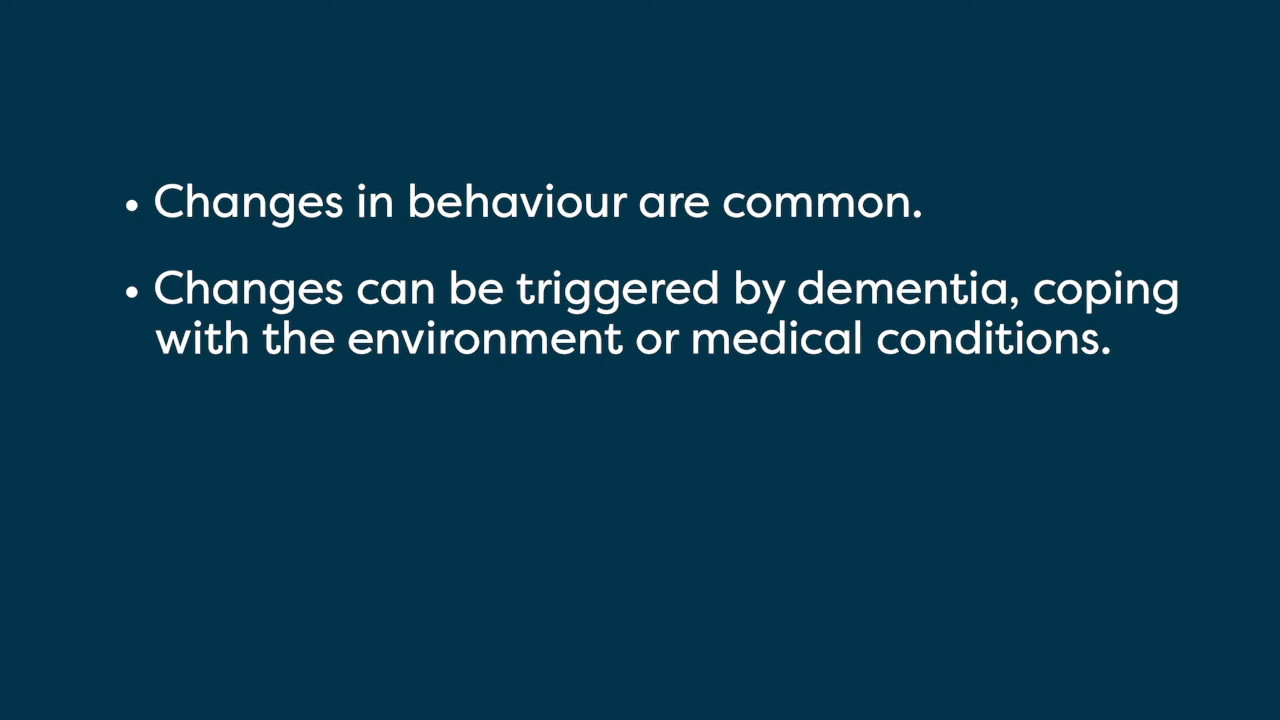 • Changes in behaviour are common.
• Changes can be triggered by dementia, coping
with the environment or medical conditions.